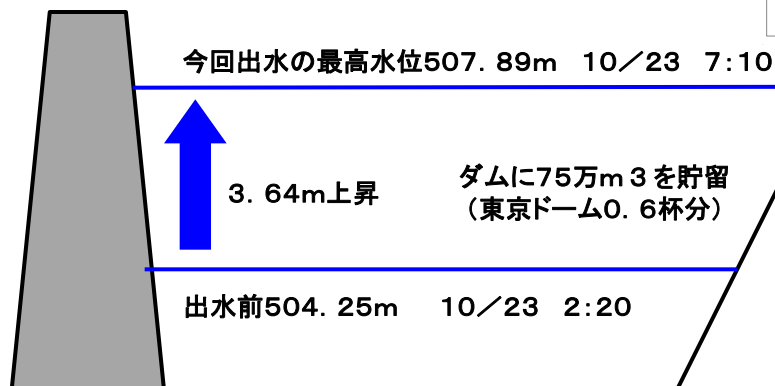 今回出水の最高水位507．89m　10／23　7：10
3．64m上昇
ダムに75万m３を貯留
（東京ドーム0．6杯分）
出水前504．25m　10／23　2：20